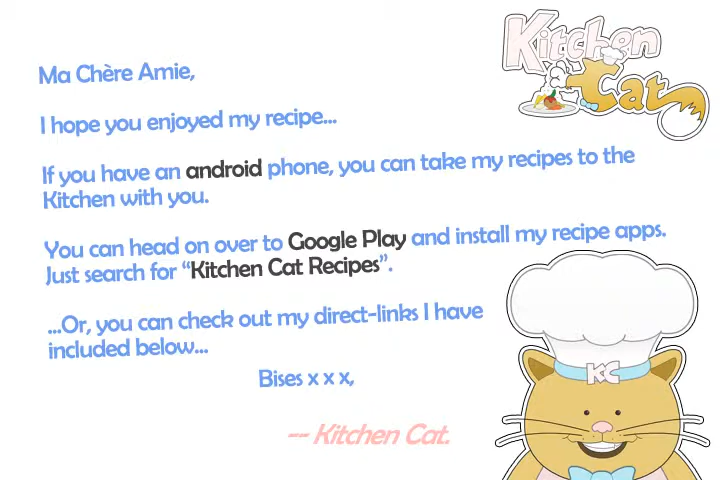 Kitchen
Cat
Ma Chère Amie,
I hope you enjoyed my recipe...
If you have an android phone, you can take my recipes to the
Kitchen with you.
You can head on over to Google Play and install my recipe apps.
Just search for “Kitchen Cat Recipes”.
...Or, you can check out my direct-links I have
included below...
Bises x x x,
-- Kitchen Cat.
KC